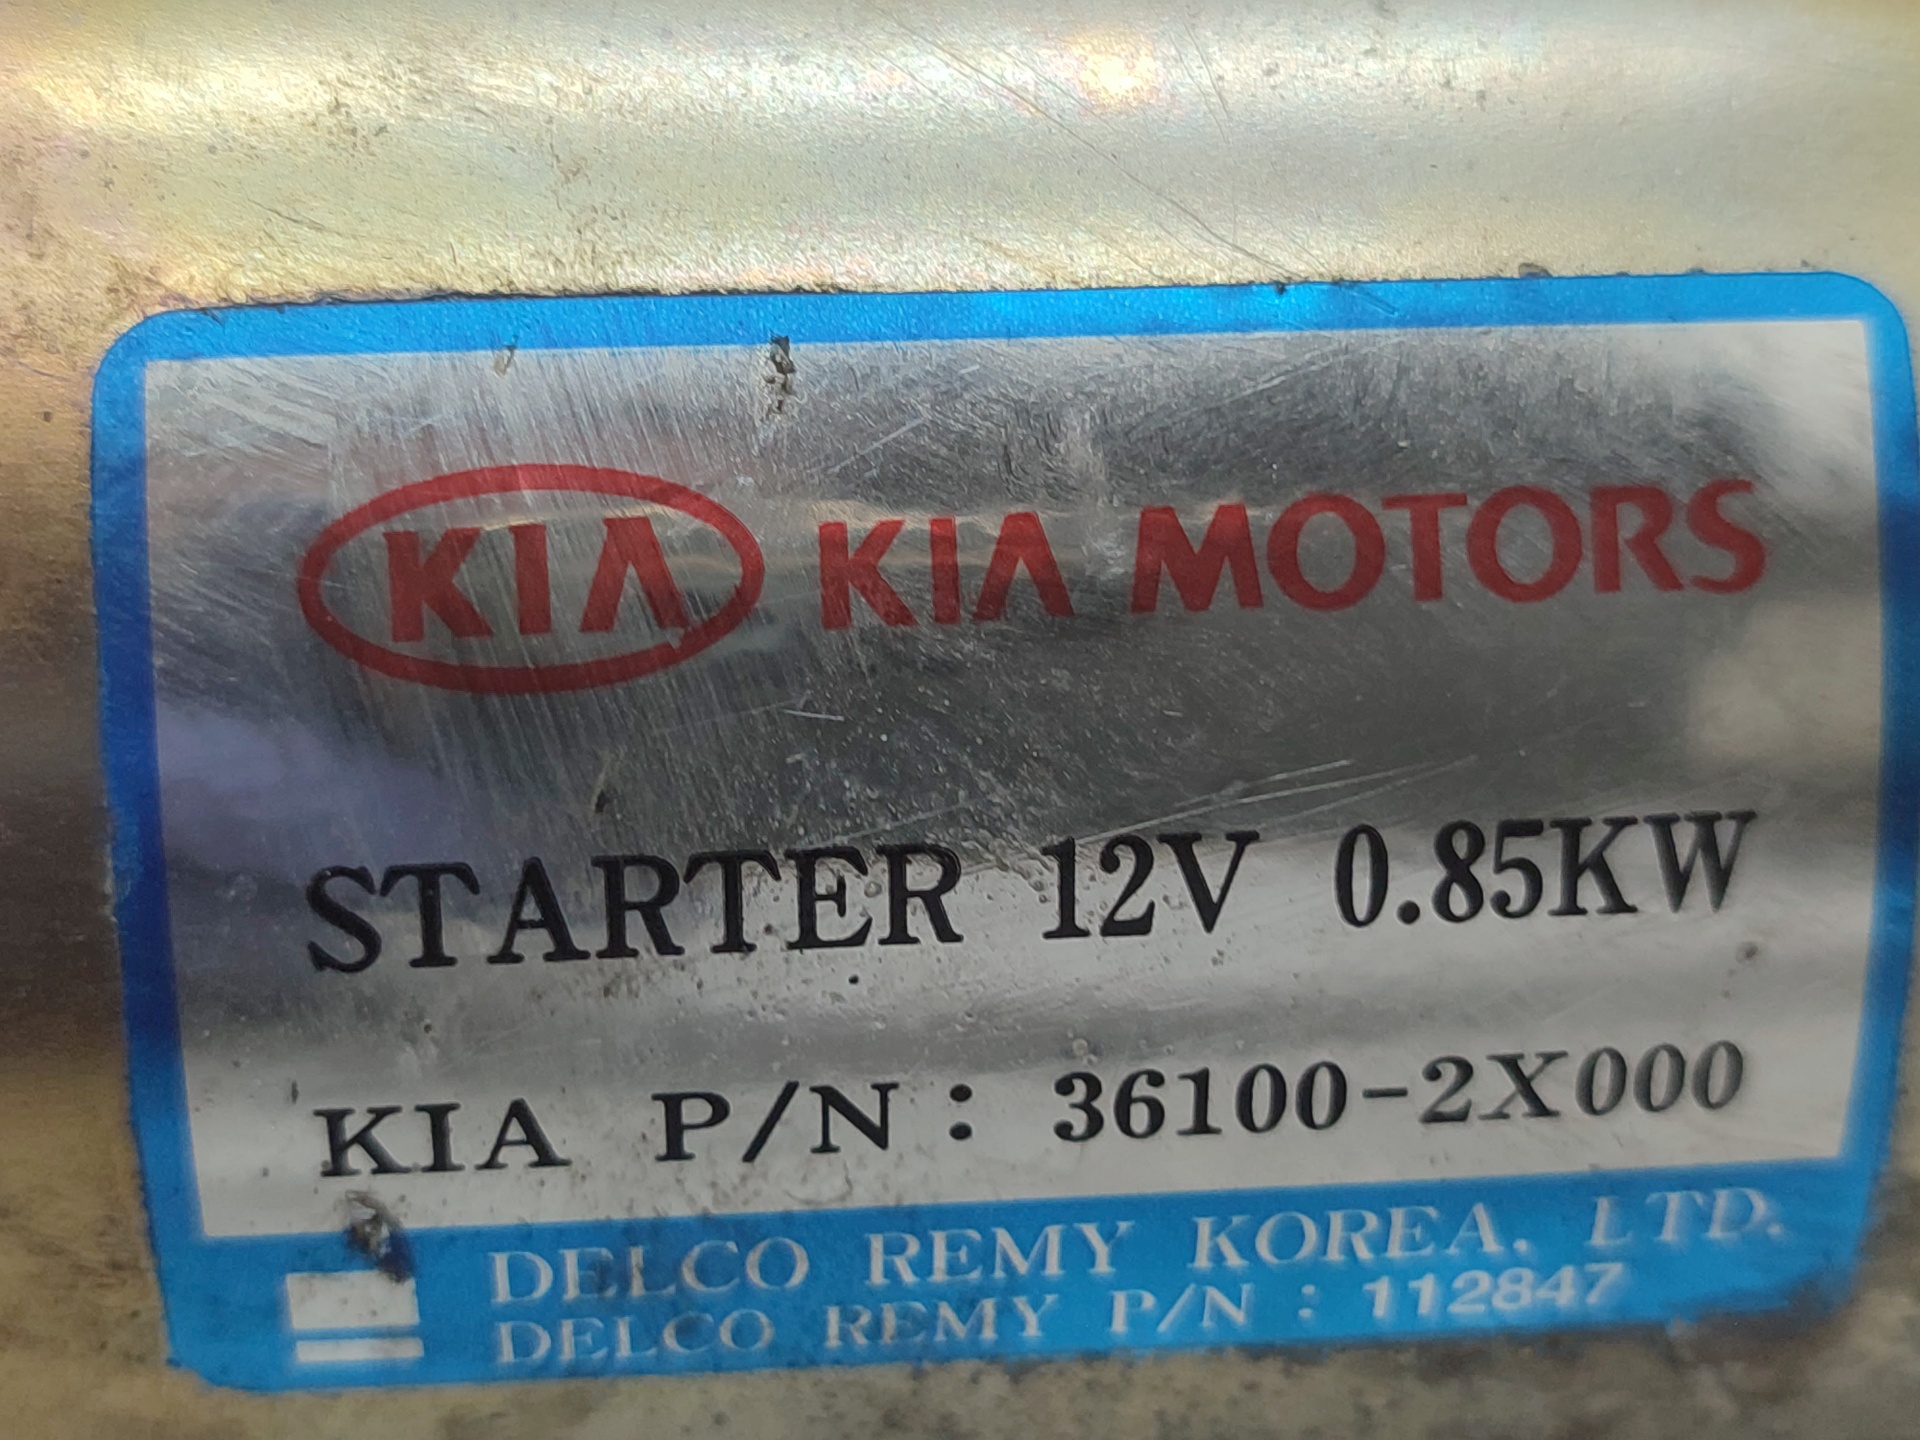 KIA KIA MOTORS
STARTER 12V 0.85KW
KIA P/N : 36100-2X000
DELCO REMY KOREA, LTD.
DELCO REMY P/N : 112847